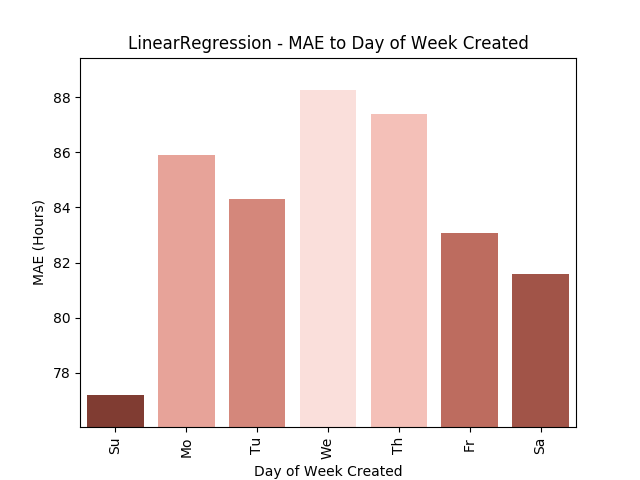 LinearRegression - MAE to Day of Week Created
MAE (Hours)
88
86
84
82
80
78
Su
Mo
Tu
We
Th
Fr
Sa
Day of Week Created